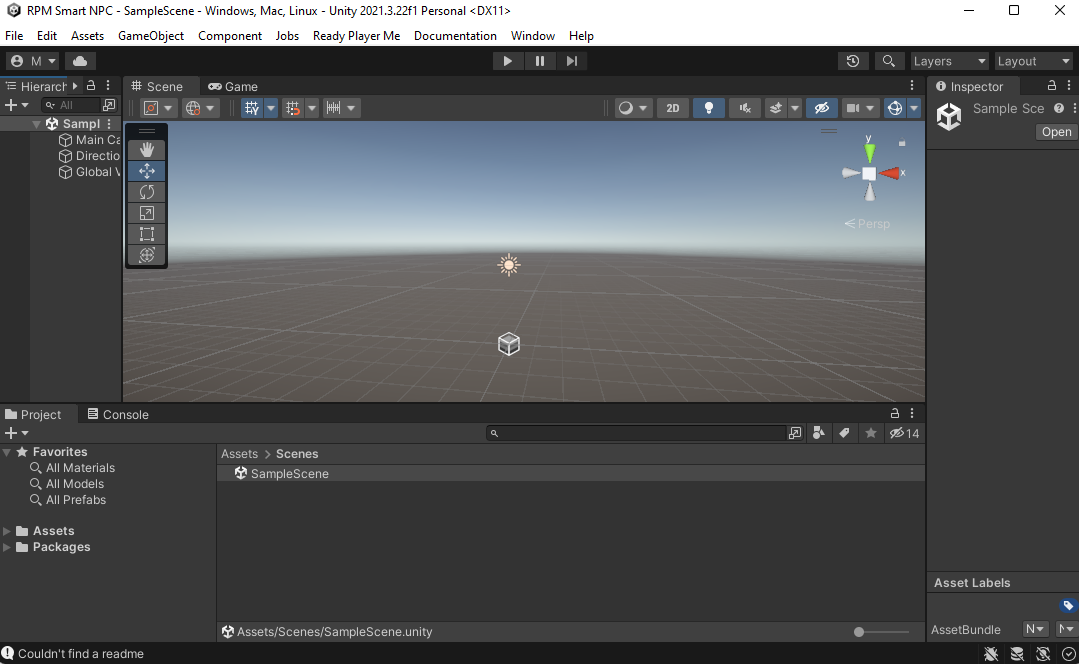 RPM Smart NPC - SampleScene - Windows, Mac, Linux - Unity 2021.3.22f1 Personal <DX11>
File Edit Assets GameObject Component Jobs Ready Player Me Documentation Window Help
M Layers Layout
Hierarch Scene Game Inspector
All 2D Sample Sce
Sampl Open
Main Ca
Directio
Global V
y
x
Persp
Project Console
14
Favorites Assets > Scenes
All Materials SampleScene
All Models
All Prefabs
Assets
Packages
Asset Labels
Assets/Scenes/SampleScene.unity AssetBundle N
Couldn't find a readme